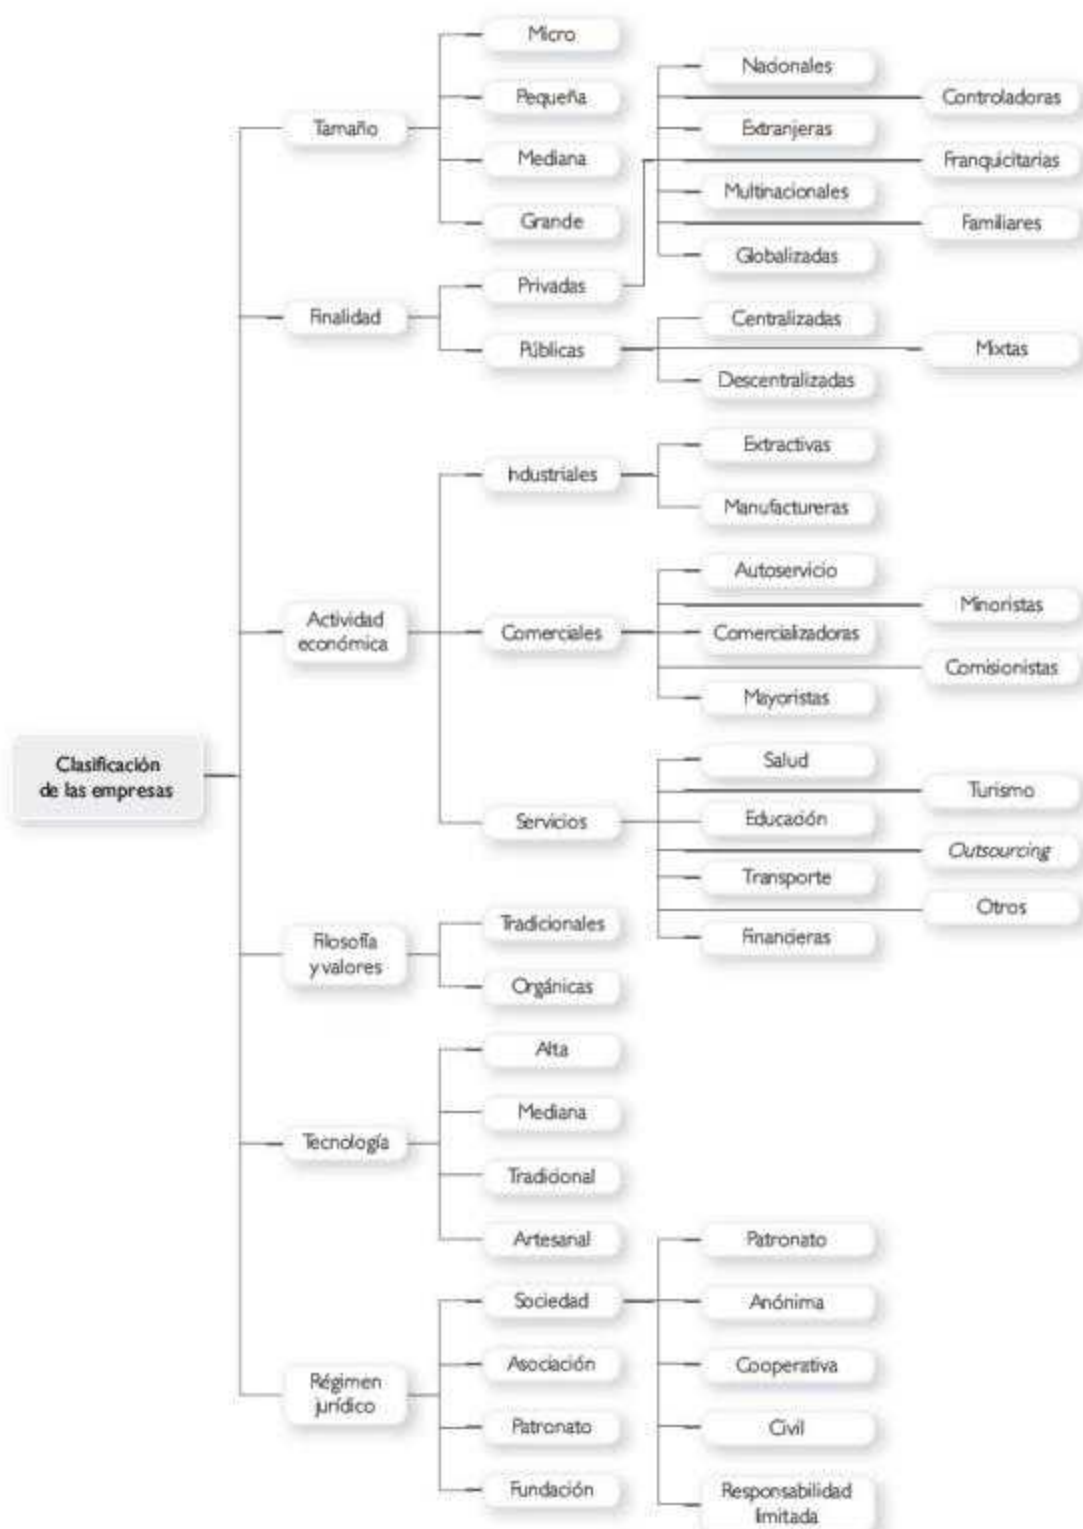 Clasificación
de las empresas
Tamaño
Micro
Pequeña
Mediana
Grande
Finalidad
Privadas
Nacionales
Controladoras
Extranjeras
Franquicitarias
Multinacionales
Familiares
Globalizadas
Públicas
Centralizadas
Mixtas
Descentralizadas
Actividad
económica
Industriales
Extractivas
Manufactureras
Comerciales
Autoservicio
Minoristas
Comercializadoras
Comisionistas
Mayoristas
Servicios
Salud
Turismo
Educación
Outsourcing
Transporte
Otros
Financieras
Filosofía
y valores
Tradicionales
Orgánicas
Tecnología
Alta
Mediana
Tradicional
Artesanal
Régimen
jurídico
Sociedad
Patronato
Anónima
Cooperativa
Civil
Responsabilidad
limitada
Asociación
Patronato
Fundación